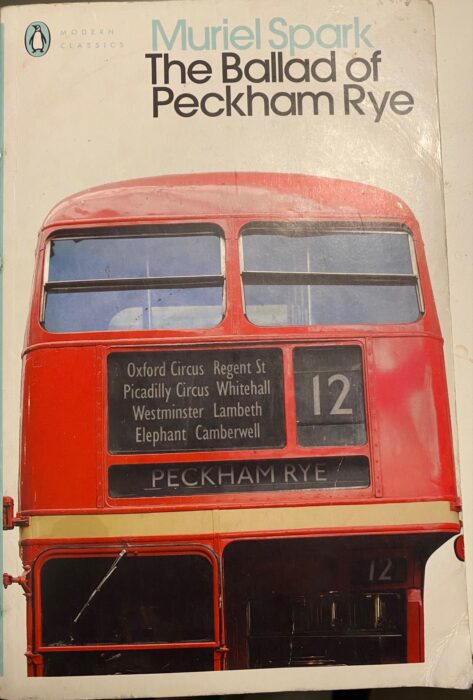 MODERN
CLASSICS
Muriel Spark
The Ballad of
Peckham Rye
Oxford Circus Regent St
Picadilly Circus Whitehall
Westminster Lambeth
Elephant Camberwell
12
PECKHAM RYE
12